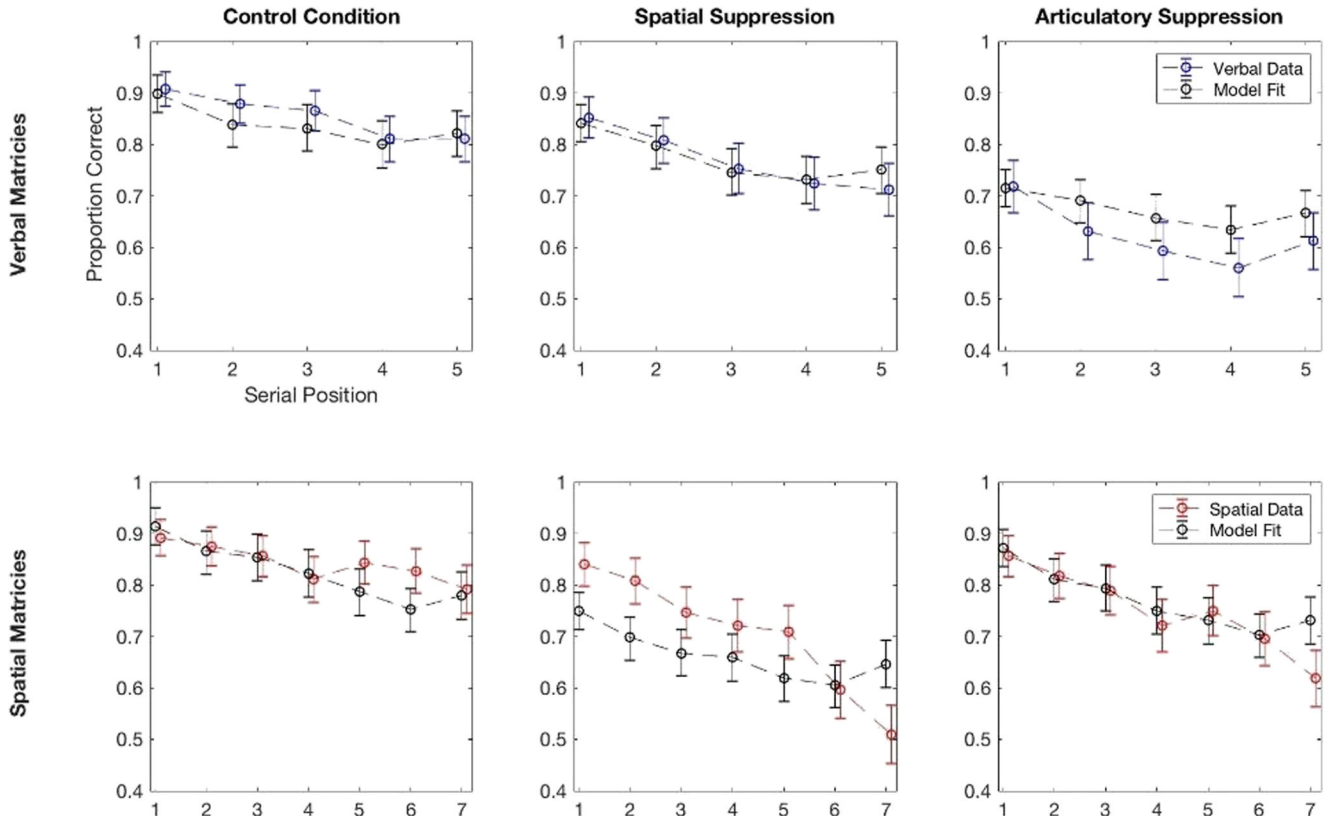 Control Condition
Spatial Suppression
Articulatory Suppression
Verbal Matricies
Proportion Correct
1
0.9
0.8
0.7
0.6
0.5
0.4
1 2 3 4 5
Serial Position
1
0.9
0.8
0.7
0.6
0.5
0.4
1 2 3 4 5
1
0.9
0.8
0.7
0.6
0.5
0.4
1 2 3 4 5
Verbal Data
Model Fit
Spatial Matricies
1
0.9
0.8
0.7
0.6
0.5
0.4
1 2 3 4 5 6 7
1
0.9
0.8
0.7
0.6
0.5
0.4
1 2 3 4 5 6 7
1
0.9
0.8
0.7
0.6
0.5
0.4
1 2 3 4 5 6 7
Spatial Data
Model Fit